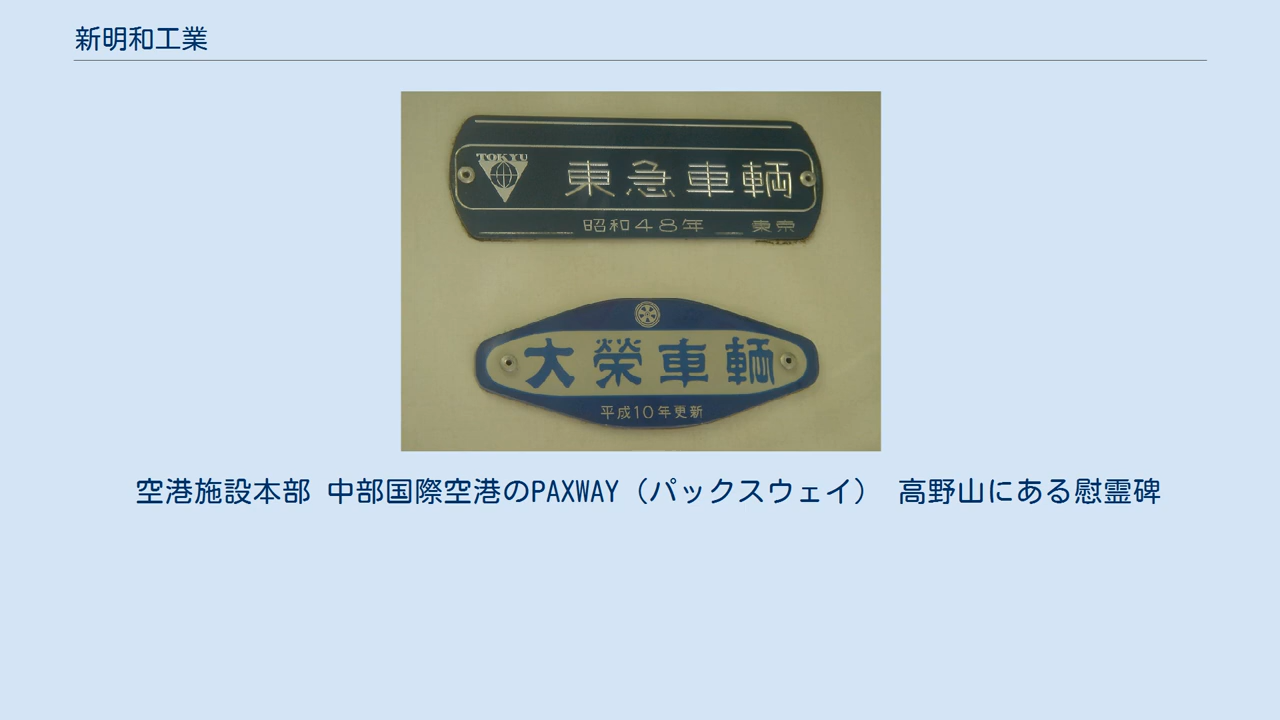 新明和工業
TOKYU
東急車輛
昭和48年 東京
大榮車輌
平成10年更新
空港施設本部 中部国際空港のPAXWAY（パックスウェイ） 高野山にある慰霊碑